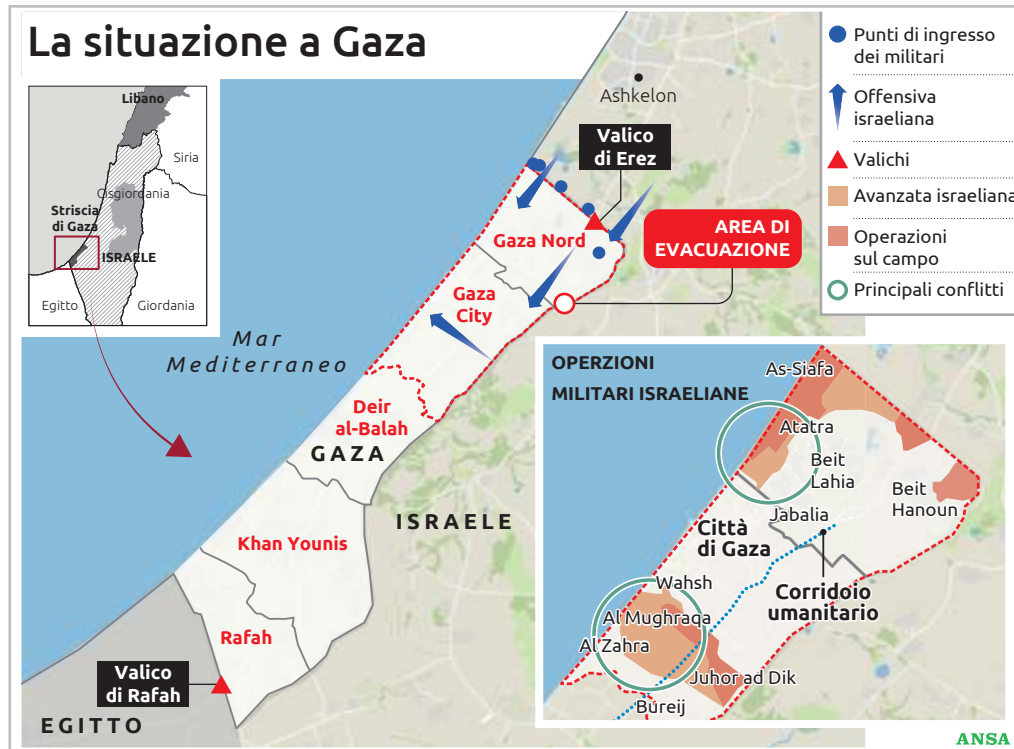 La situazione a Gaza
Libano
Siria
Cisgiordania
Striscia
di Gaza
ISRAELE
Egitto
Giordania
Mar
Mediterraneo
Ashkelon
Valico
di Erez
AREA DI
EVACUAZIONE
Gaza Nord
Gaza
City
Deir
al-Balah
GAZA
ISRAELE
Khan Younis
Rafah
Valico
di Rafah
EGITTO
Punti di ingresso
dei militari
Offensiva
israeliana
Valichi
Avanzata israeliana
Operazioni
sul campo
Principali conflitti
OPERZIONI
MILITARI ISRAELIANE
As-Siafa
Atatra
Beit
Lahia
Beit
Hanoun
Jabalia
Città
di Gaza
Corridoio
umanitario
Wahsh
Al Mughraqa
Al Zahra
Juhor ad Dik
Bureij
ANSA